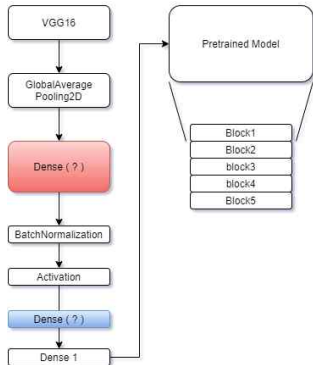 VGG16
GlobalAverage
Pooling2D
Dense ( ? )
BatchNormalization
Activation
Dense ( ? )
Dense 1
Pretrained Model
Block1
Block2
block3
block4
Block5